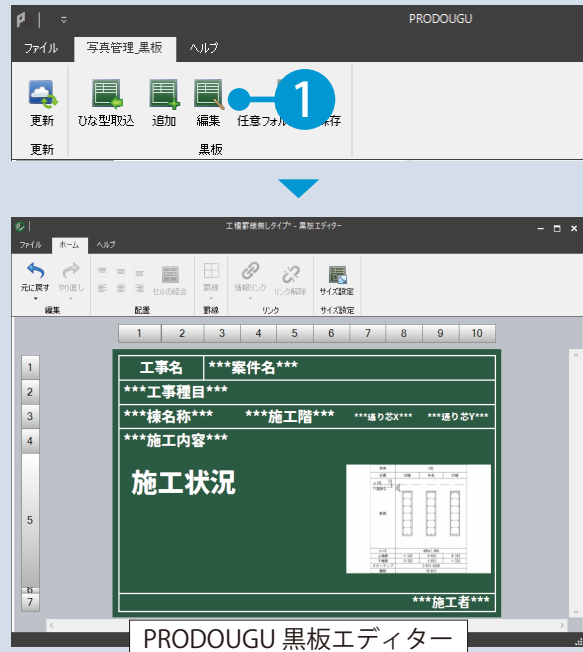 PRODOUGU
ファイル 写真管理_黒板 ヘルプ
1
更新 ひな型取込 追加 編集 任意フォル 存
更新 黒板
工種罫線無しタイプ* - 黒板エディター
ファイル ホーム ヘルプ
元に戻す やり直し セルの結合 罫線 情報リンク リンク解除 サイズ設定
編集 配置 罫線 リンク サイズ設定
1 2 3 4 5 6 7 8 9 10
1 工事名 ***案件名***
2 ***工事種目***
3 ***棟名称*** ***施工階*** ***通り芯X*** ***通り芯Y***
4 ***施工内容***
施工状況
5
6
7 ***施工者***
PRODOUGU 黒板エディター